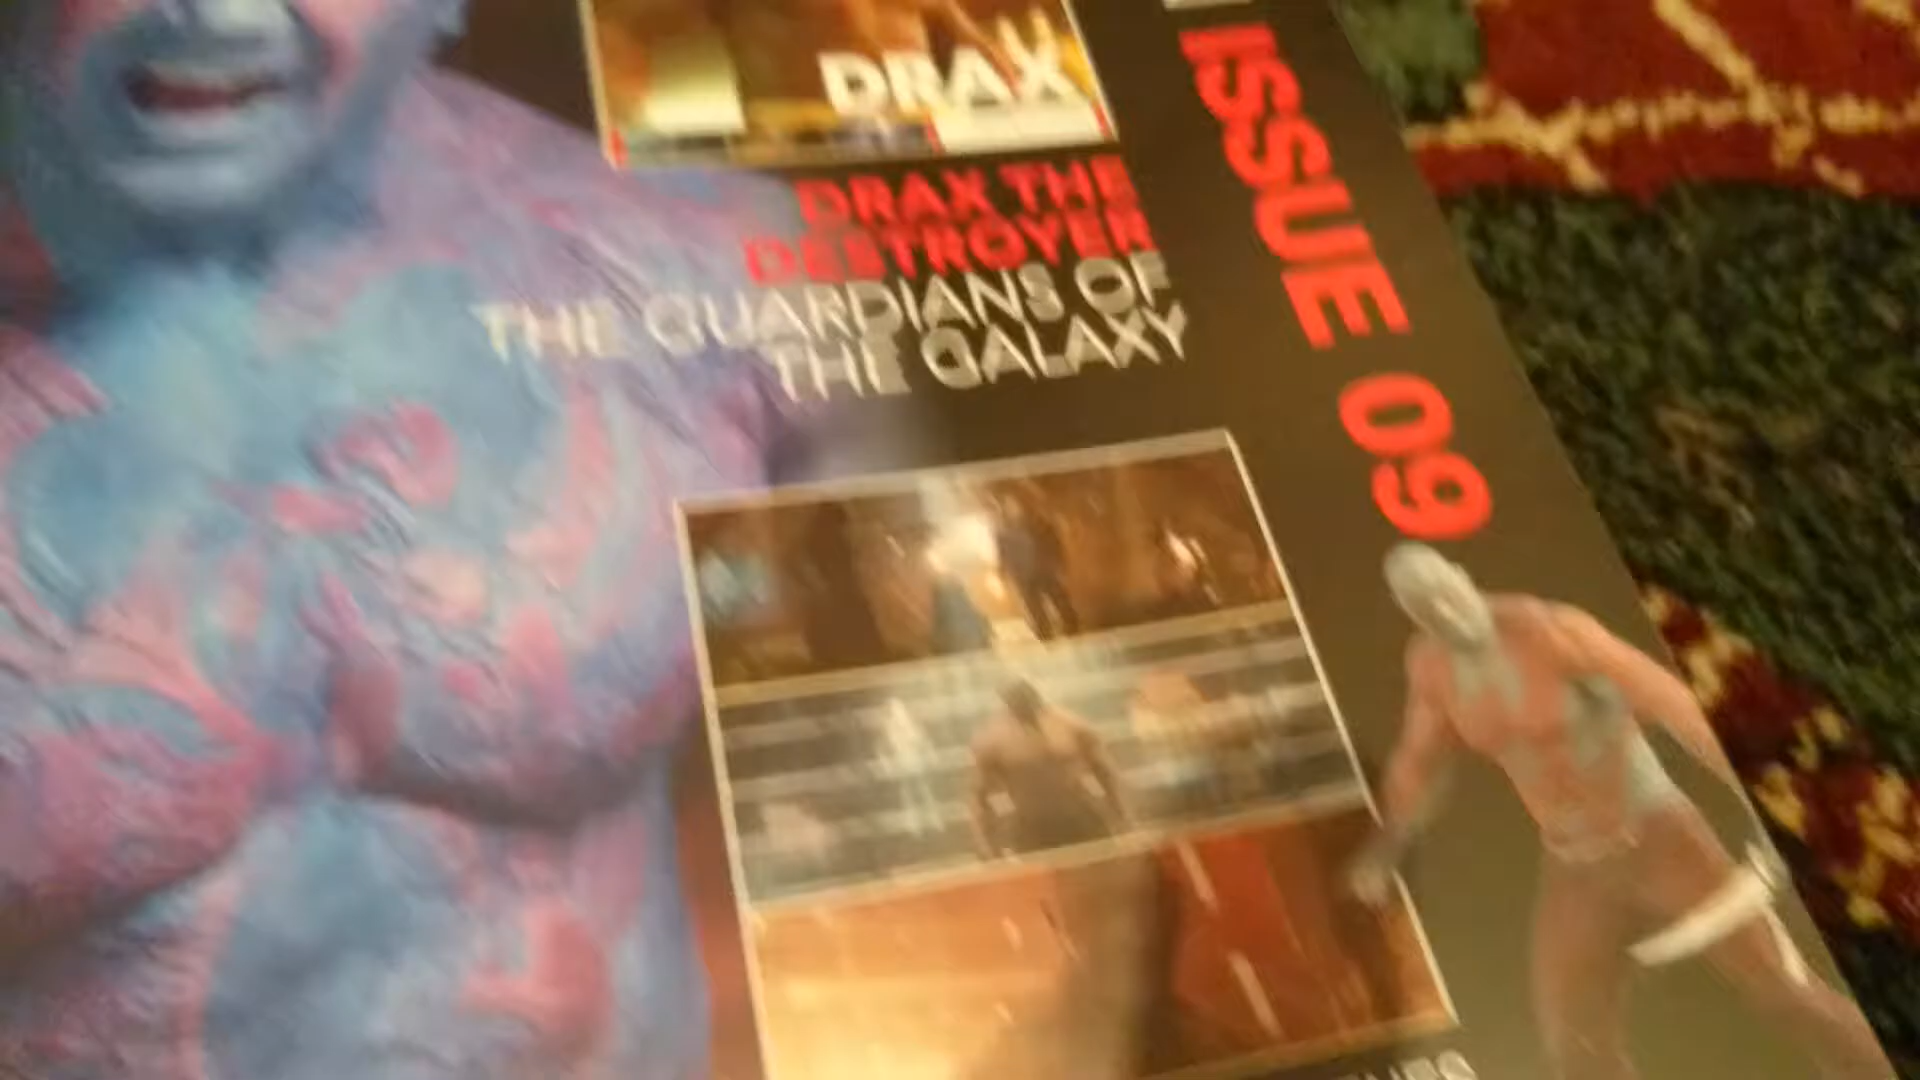 DRAX
DRAX THE
DESTROYER
THE GUARDIANS OF
THE GALAXY
ISSUE 09